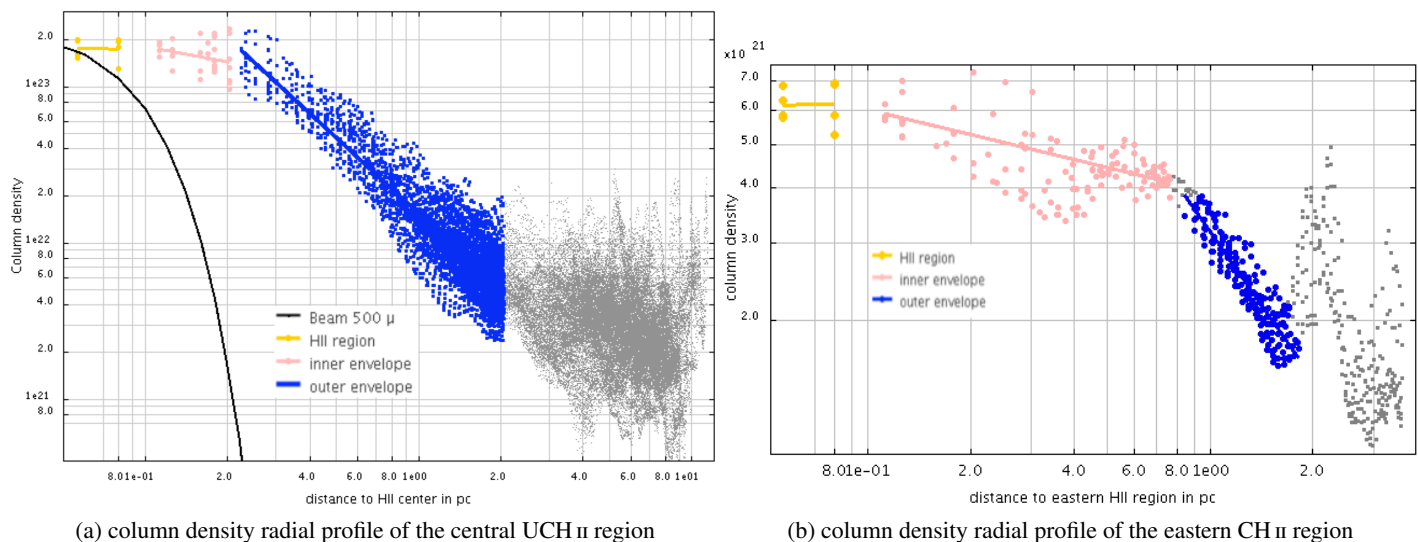 2.0
1e23
8.0
4.0
2.0
1e22
8.0
6.0
4.0
2.0
1e21
8.0
Column density
Beam 500 µ
HII region
inner envelope
outer envelope
8.01e-01 2.0 4.0 6.0 8.0 1e00 2.0 4.0 6.0 8.0 1e01
distance to HII center in pc
(a) column density radial profile of the central UCH II region
x10 21
7.0
6.0
5.0
4.0
3.0
2.0
column density
HII region
inner envelope
outer envelope
8.01e-01 2.0 4.0 6.0 8.0 1e00 2.0
distance to eastern HII region in pc
(b) column density radial profile of the eastern CH II region